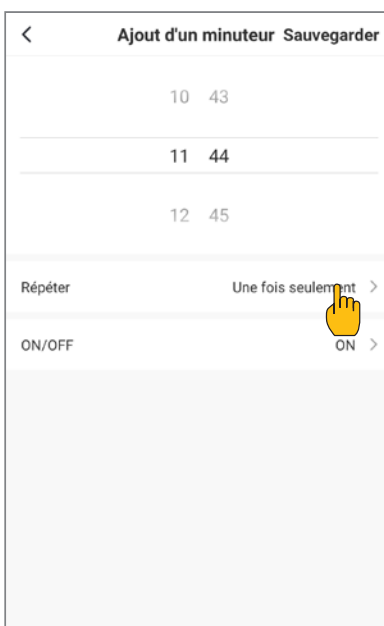 Ajout d'un minuteur Sauvegarder
10 43
11 44
12 45
Répéter Une fois seulement
ON/OFF ON